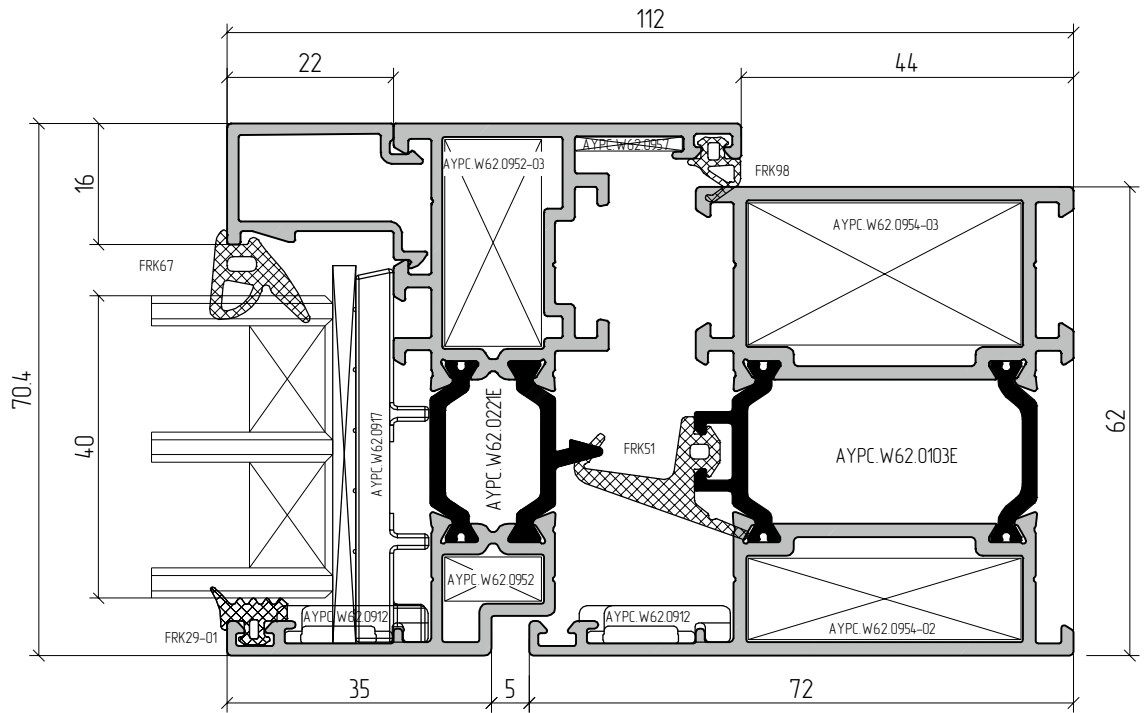 112
22
44
AYPC.W62.0957
AYPC.W62.0952-03
FRK98
16
AYPC.W62.0954-03
FRK67
70.4
40
AYPC.W62.0917
AYPC.W62.0221E
FRK51
AYPC.W62.0103E
62
AYPC.W62.0952
AYPC.W62.0912
AYPC.W62.0912
AYPC.W62.0954-02
FRK29-01
35
5
72